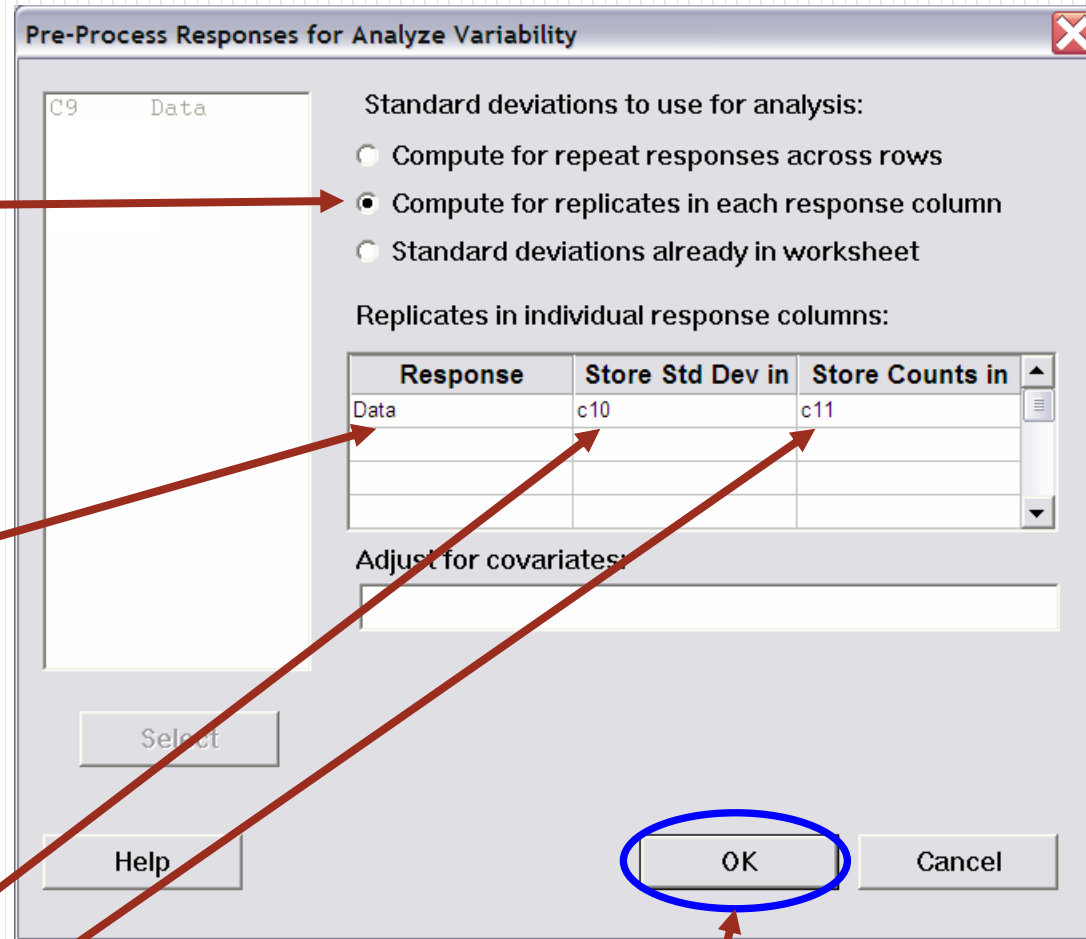 Pre-Process Responses for Analyze Variability
C9 Data
Standard deviations to use for analysis:
Compute for repeat responses across rows
Compute for replicates in each response column
Standard deviations already in worksheet
Replicates in individual response columns:
Response Store Std Dev in Store Counts in
Data c10 c11
Adjust for covariates:
Select
Help OK Cancel